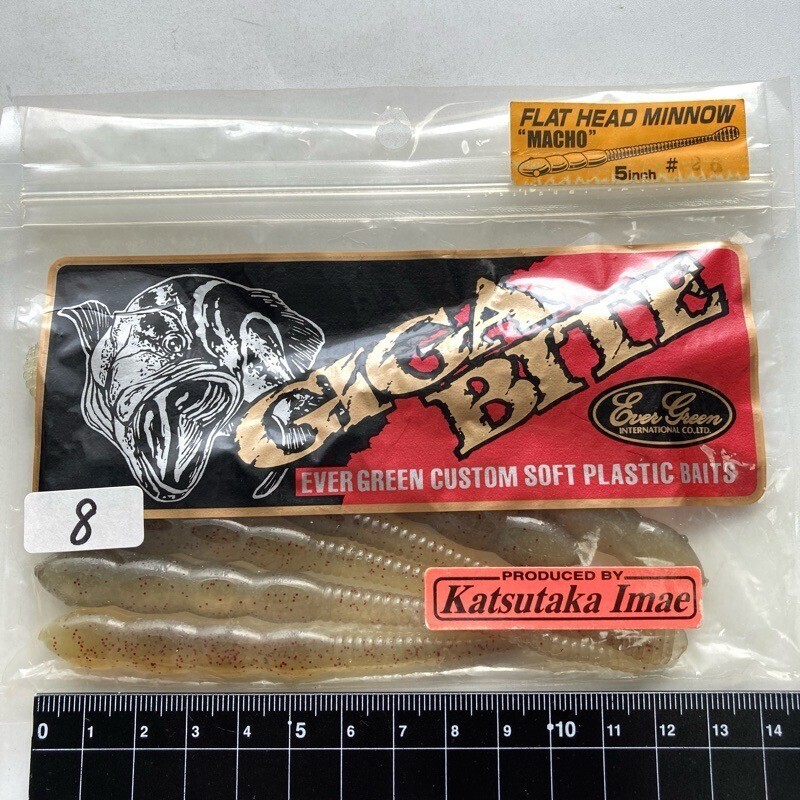 FLAT HEAD MINNOW
"MACHO"
5inch #
GIGA
BITE
Ever Green
INTERNATIONAL CO.,LTD.
EVER GREEN CUSTOM SOFT PLASTIC BAITS
8
PRODUCED BY
Katsutaka Imae
0 1 2 3 4 5 6 7 8 9 10 11 12 13 14